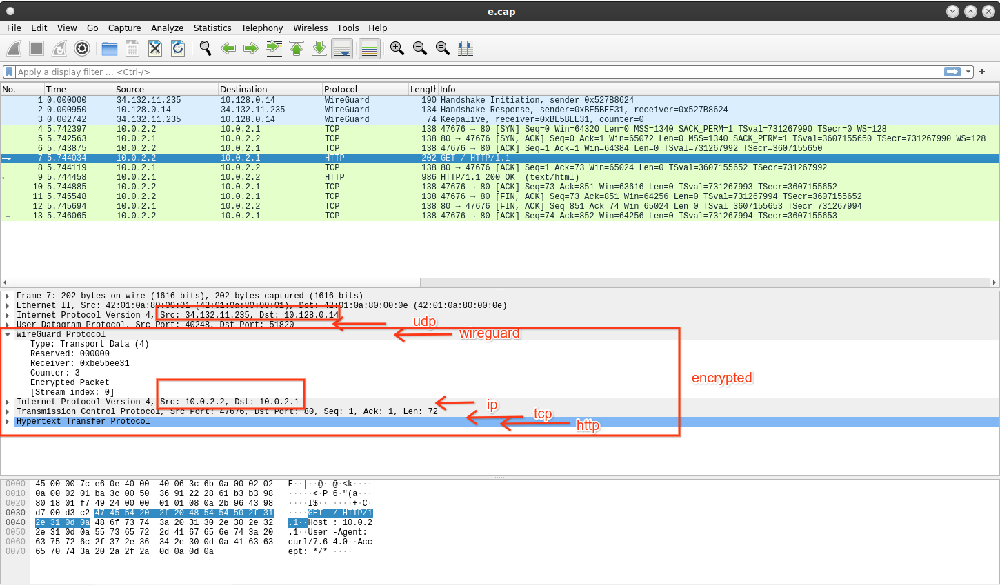 e.cap
File Edit View Go Capture Analyze Statistics Telephony Wireless Tools Help
Apply a display filter ... <Ctrl-/>
No. Time Source Destination Protocol Length Info
1 0.000000 34.132.11.235 10.128.0.14 WireGuard 190 Handshake Initiation, sender=0x527B8624
2 0.000950 10.128.0.14 34.132.11.235 WireGuard 134 Handshake Response, sender=0xBE5BEE31, receiver=0x527B8624
3 0.002742 34.132.11.235 10.128.0.14 WireGuard 74 Keepalive, receiver=0xBE5BEE31, counter=0
4 5.742397 10.0.2.2 10.0.2.1 TCP 138 47676 → 80 [SYN] Seq=0 Win=64320 Len=0 MSS=1340 SACK_PERM=1 TSval=731267990 TSecr=0 WS=128
5 5.742563 10.0.2.1 10.0.2.2 TCP 138 80 → 47676 [SYN, ACK] Seq=0 Ack=1 Win=65072 Len=0 MSS=1340 SACK_PERM=1 TSval=3607155650 TSecr=731267990 WS=128
6 5.743875 10.0.2.2 10.0.2.1 TCP 138 47676 → 80 [ACK] Seq=1 Ack=1 Win=64384 Len=0 TSval=731267992 TSecr=3607155650
7 5.744034 10.0.2.2 10.0.2.1 HTTP 202 GET / HTTP/1.1
8 5.744119 10.0.2.1 10.0.2.2 TCP 138 80 → 47676 [ACK] Seq=1 Ack=73 Win=65024 Len=0 TSval=3607155652 TSecr=731267992
9 5.744458 10.0.2.1 10.0.2.2 HTTP 986 HTTP/1.1 200 OK (text/html)
10 5.744885 10.0.2.2 10.0.2.1 TCP 138 47676 → 80 [ACK] Seq=73 Ack=851 Win=63616 Len=0 TSval=731267993 TSecr=3607155652
11 5.745548 10.0.2.2 10.0.2.1 TCP 138 47676 → 80 [FIN, ACK] Seq=73 Ack=851 Win=64256 Len=0 TSval=731267994 TSecr=3607155652
12 5.745694 10.0.2.1 10.0.2.2 TCP 138 80 → 47676 [FIN, ACK] Seq=851 Ack=74 Win=65024 Len=0 TSval=3607155653 TSecr=731267994
13 5.746065 10.0.2.2 10.0.2.1 TCP 138 47676 → 80 [ACK] Seq=74 Ack=852 Win=64256 Len=0 TSval=731267994 TSecr=3607155653
Frame 7: 202 bytes on wire (1616 bits), 202 bytes captured (1616 bits)
Ethernet II, Src: 42:01:0a:80:00:01 (42:01:0a:80:00:01), Dst: 42:01:0a:80:00:0e (42:01:0a:80:00:0e)
Internet Protocol Version 4, Src: 34.132.11.235, Dst: 10.128.0.14
User Datagram Protocol, Src Port: 40248, Dst Port: 51820
udp
WireGuard Protocol
wireguard
Type: Transport Data (4)
Reserved: 000000
Receiver: 0xbe5bee31
Counter: 3
Encrypted Packet
encrypted
[Stream index: 0]
Internet Protocol Version 4, Src: 10.0.2.2, Dst: 10.0.2.1
ip
Transmission Control Protocol, Src Port: 47676, Dst Port: 80, Seq: 1, Ack: 1, Len: 72
tcp
Hypertext Transfer Protocol
http
0000 45 00 00 7c e6 0e 40 00 40 06 3c 6b 0a 00 02 02 E··|··@· @·<k····
0010 0a 00 02 01 ba 3c 00 50 36 91 22 28 61 b3 b3 98 ·····<·P 6·"(a···
0020 80 18 01 f7 49 24 00 00 01 01 08 0a 2b 96 43 98 ····I$·· ····+·C·
0030 d7 00 d3 c2 47 45 54 20 2f 20 48 54 54 50 2f 31 ····GET / HTTP/1
0040 2e 31 0d 0a 48 6f 73 74 3a 20 31 30 2e 30 2e 32 .1··Host : 10.0.2
0050 2e 31 0d 0a 55 73 65 72 2d 41 67 65 6e 74 3a 20 .1··User -Agent:
0060 63 75 72 6c 2f 37 2e 36 34 2e 30 0d 0a 41 63 63 curl/7.6 4.0··Acc
0070 65 70 74 3a 20 2a 2f 2a 0d 0a 0d 0a ept: */* ····